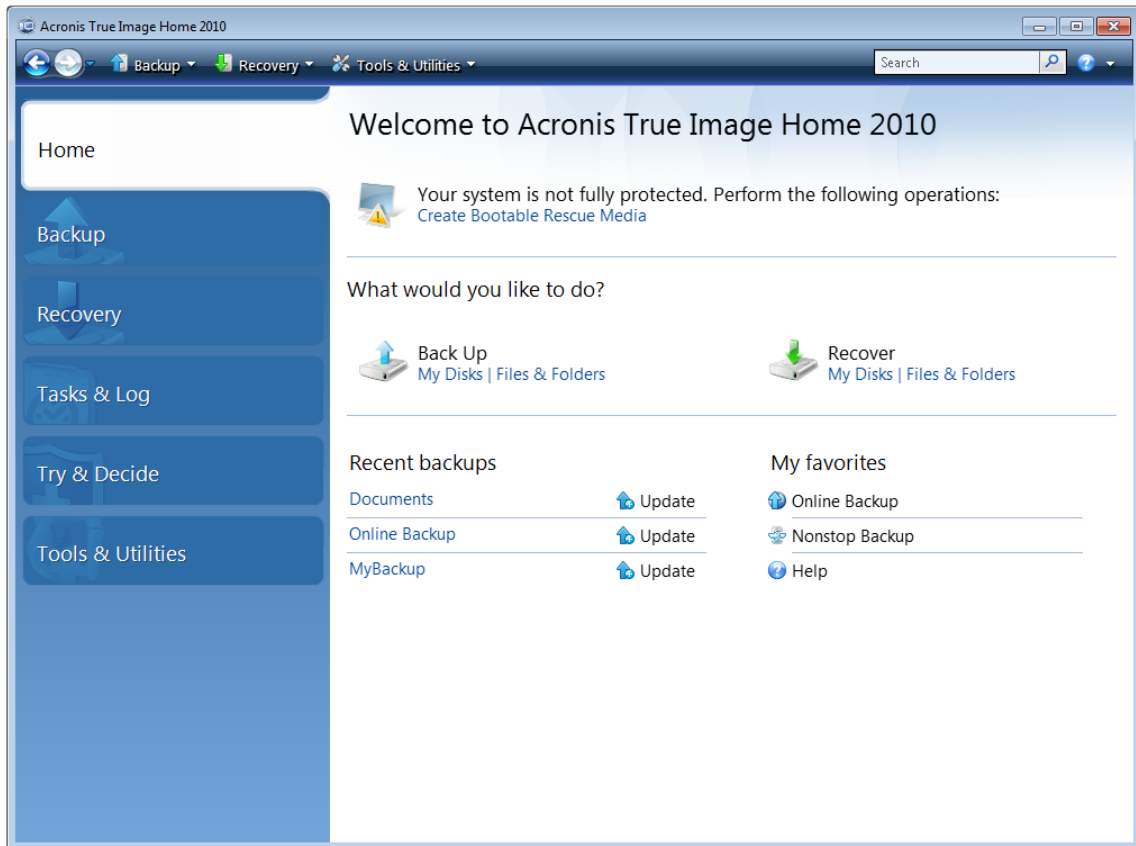 Acronis True Image Home 2010
Backup Recovery Tools & Utilities Search
Home
Backup
Recovery
Tasks & Log
Try & Decide
Tools & Utilities
Welcome to Acronis True Image Home 2010
Your system is not fully protected. Perform the following operations:
Create Bootable Rescue Media
What would you like to do?
Back Up
My Disks | Files & Folders
Recover
My Disks | Files & Folders
Recent backups
Documents Update
Online Backup Update
MyBackup Update
My favorites
Online Backup
Nonstop Backup
Help